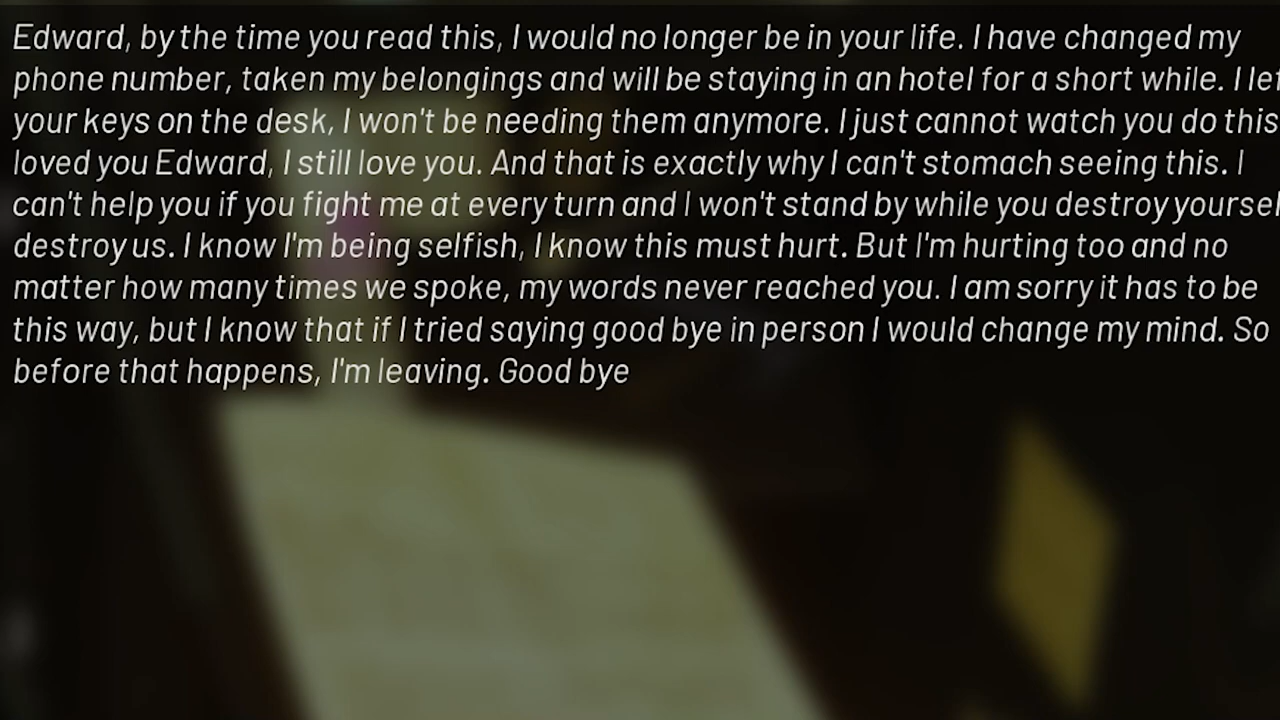 Edward, by the time you read this, I would no longer be in your life. I have changed my
phone number, taken my belongings and will be staying in an hotel for a short while. I
your keys on the desk, I won't be needing them anymore. I just cannot watch you do this
loved you Edward, I still love you. And that is exactly why I can't stomach seeing this. I
can't help you if you fight me at every turn and I won't stand by while you destroy
destroy us. I know I'm being selfish, I know this must hurt. But I'm hurting too and no
matter how many times we spoke, my words never reached you. I am sorry it has to be
this way, but I know that if I tried saying good bye in person I would change my mind. So
before that happens, I'm leaving. Good bye